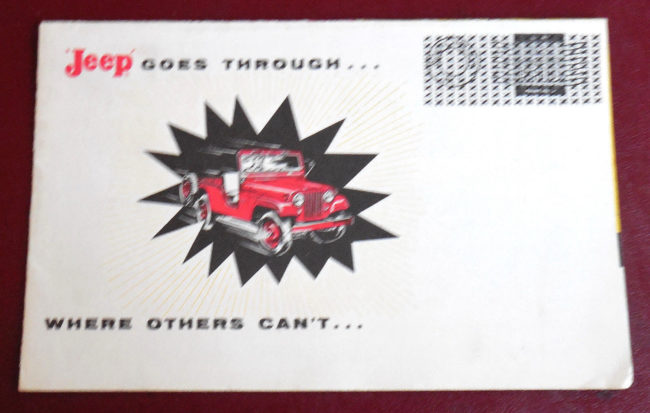 'Jeep' GOES THROUGH...
WHERE OTHERS CAN'T...